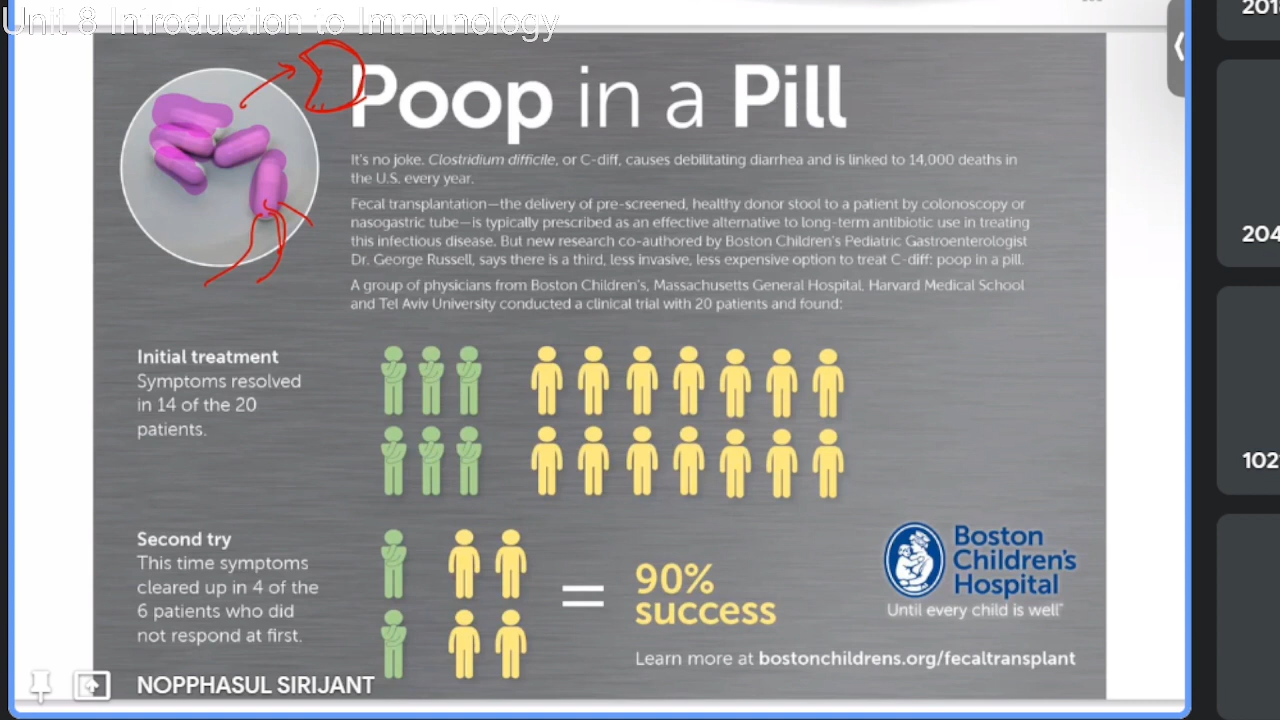 Unit 8 Introduction to Immunology
Poop in a Pill
It's no joke. Clostridium difficile, or C-diff, causes debilitating diarrhea and is linked to 14,000 deaths in
the U.S. every year.
Fecal transplantation—the delivery of pre-screened, healthy donor stool to a patient by colonoscopy or
nasogastric tube—is typically prescribed as an effective alternative to long-term antibiotic use in treating
this infectious disease. But new research co-authored by Boston Children's Pediatric Gastroenterologist
Dr. George Russell, says there is a third, less invasive, less expensive option to treat C-diff: poop in a pill.
A group of physicians from Boston Children's, Massachusetts General Hospital, Harvard Medical School
and Tel Aviv University conducted a clinical trial with 20 patients and found:
Initial treatment
Symptoms resolved
in 14 of the 20
patients.
Second try
This time symptoms
cleared up in 4 of the
6 patients who did
not respond at first.
=
90%
success
Boston
Children's
Hospital
Until every child is well
Learn more at bostonchildrens.org/fecaltransplant
NOPPHASUL SIRIJANT
201
204
102